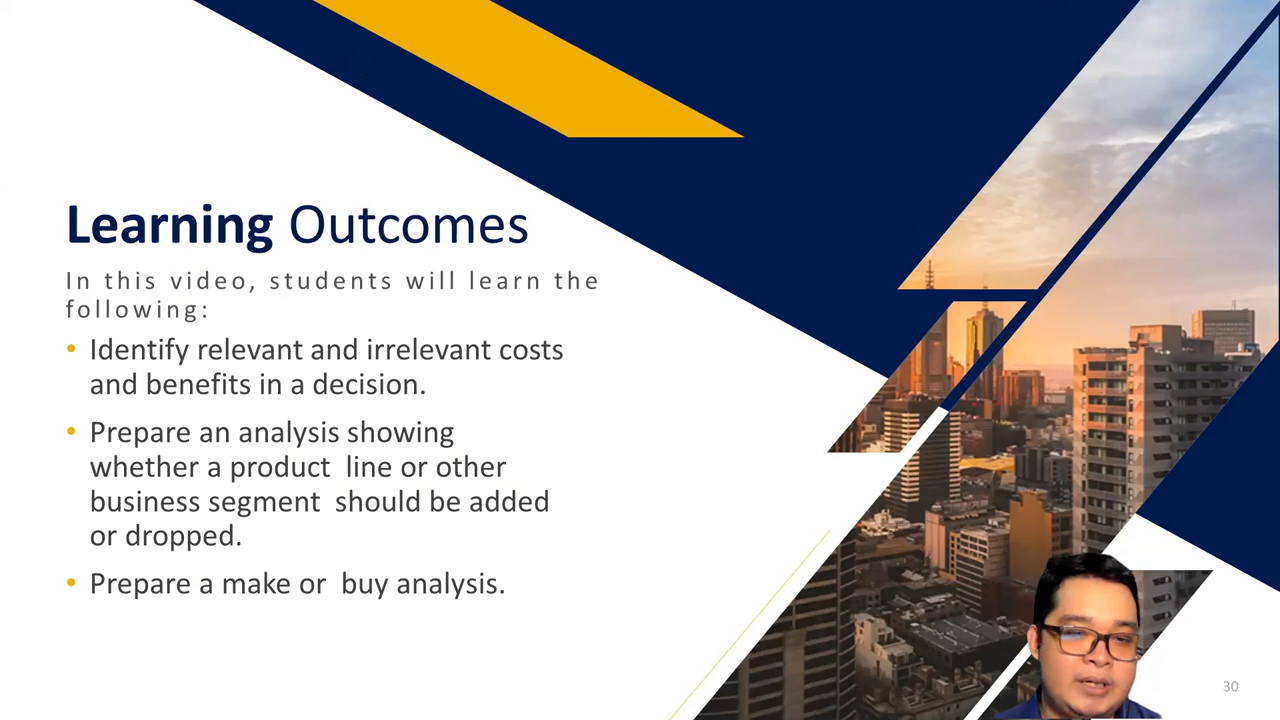 Learning Outcomes
In this video, students will learn the
following:
• Identify relevant and irrelevant costs
and benefits in a decision.
• Prepare an analysis showing
whether a product line or other
business segment should be added
or dropped.
• Prepare a make or buy analysis.
30